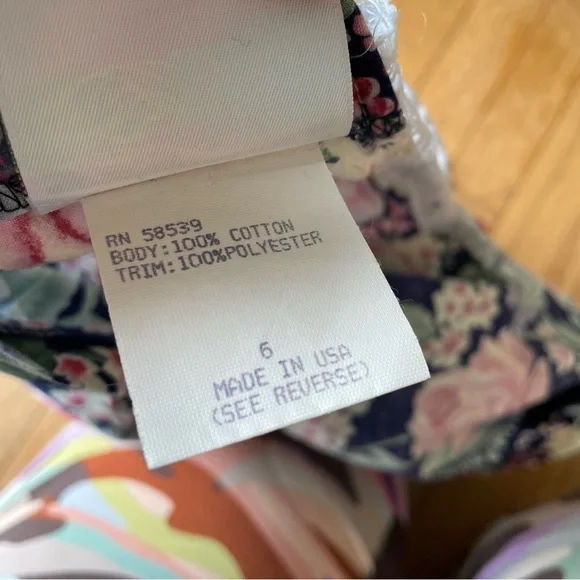 RN 58539
BODY:100% COTTON
TRIM:100%POLYESTER
6
MADE IN USA
(SEE REVERSE)